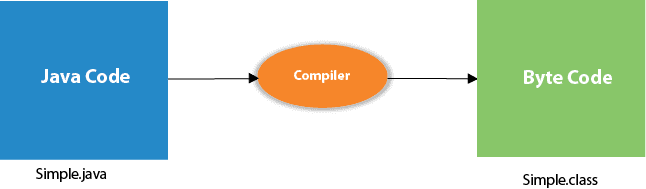 Java Code
Compiler
Byte Code
Simple.java
Simple.class